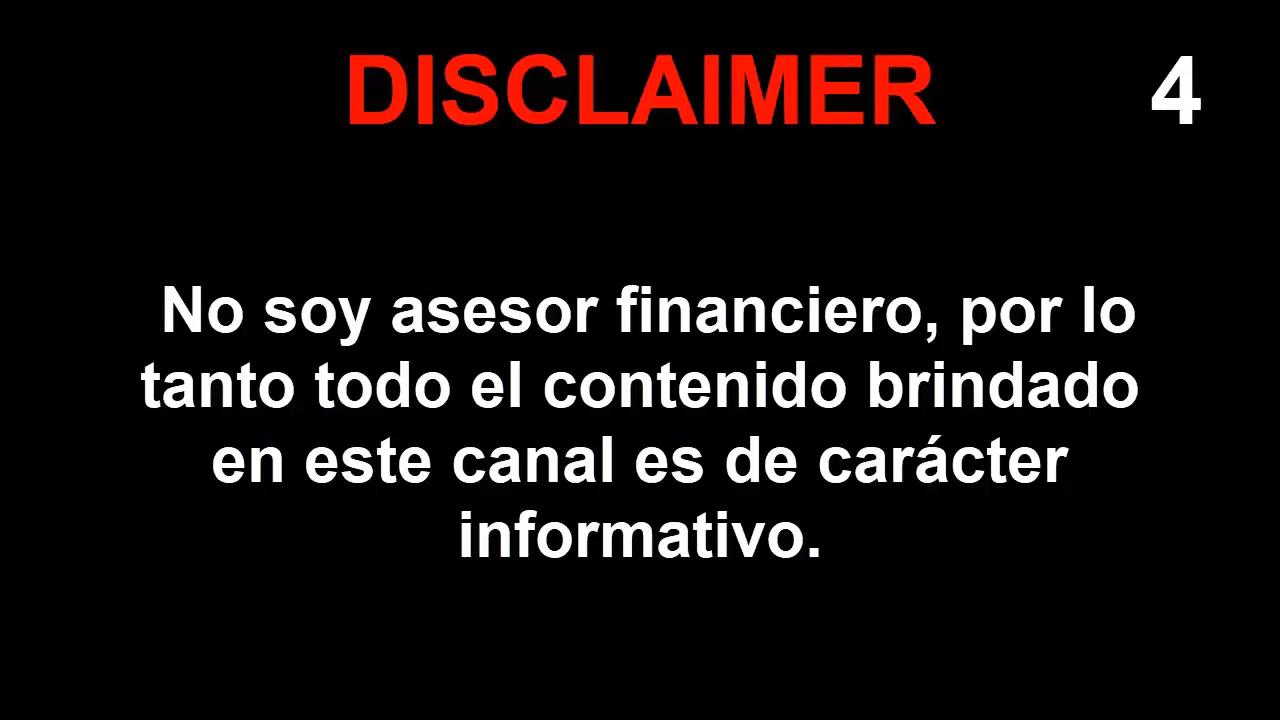 DISCLAIMER 4
No soy asesor financiero, por lo
tanto todo el contenido brindado
en este canal es de carácter
informativo.